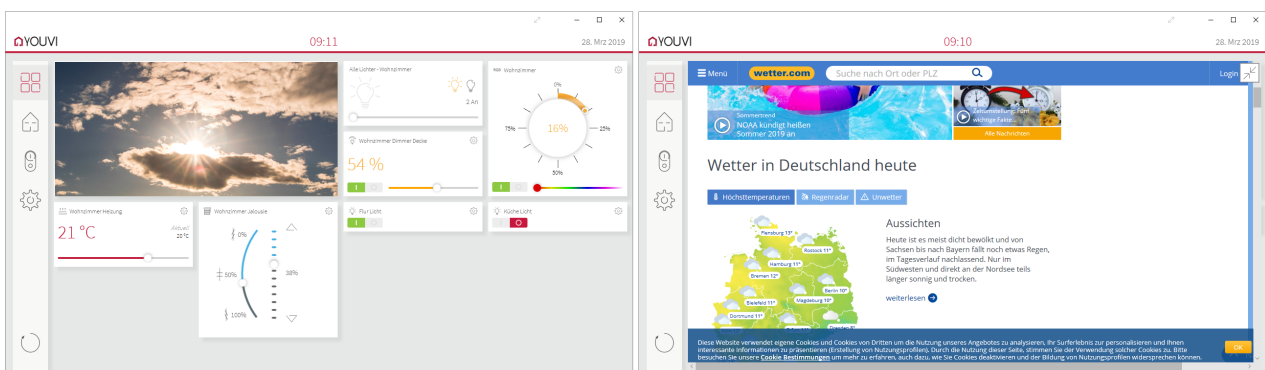 YOUVI
09:11
28. Mrz 2019
Alle Lichter - Wohnzimmer
2 An
Wohnzimmer Dimmer Decke
54 %
Wohnzimmer
0%
75%
16%
25%
50%
Wohnzimmer Heizung
21 °C
Aktuell
20 °C
Wohnzimmer Jalousie
0%
50%
38%
100%
Flur Licht
Küche Licht
YOUVI
09:10
28. Mrz 2019
Menü
wetter.com
Suche nach Ort oder PLZ
Login
Sommertrend
NOAA kündigt heißen
Sommer 2019 an
Zeitumstellung: Fünf
wichtige Fakte...
Alle Nachrichten
Wetter in Deutschland heute
Höchsttemperaturen
Regenradar
Unwetter
Flensburg 13°
Rostock 11°
Hamburg 11°
Bremen 12°
Berlin 10°
Bielefeld 11°
Magdeburg 10°
Dortmund 11°
Dresden 8°
Aussichten
Heute ist es meist dicht bewölkt und von
Sachsen bis nach Bayern fällt noch etwas Regen,
im Tagesverlauf nachlassend. Nur im
Südwesten und direkt an der Nordsee teils
länger sonnig und trocken.
weiterlesen
Diese Website verwendet eigene Cookies und Cookies von Dritten um die Nutzung unseres Angebotes zu analysieren, Ihr Surferlebnis zur personalisieren und Ihnen
interessante Informationen zu präsentieren (Erstellung von Nutzungsprofilen). Durch die Nutzung dieser Seite, stimmen Sie der Verwendung solcher Cookies zu. Bitte
besuchen Sie unsere Cookie Bestimmungen um mehr zu erfahren, auch dazu, wie Sie Cookies deaktivieren und der Bildung von Nutzungsprofilen widersprechen können.
OK